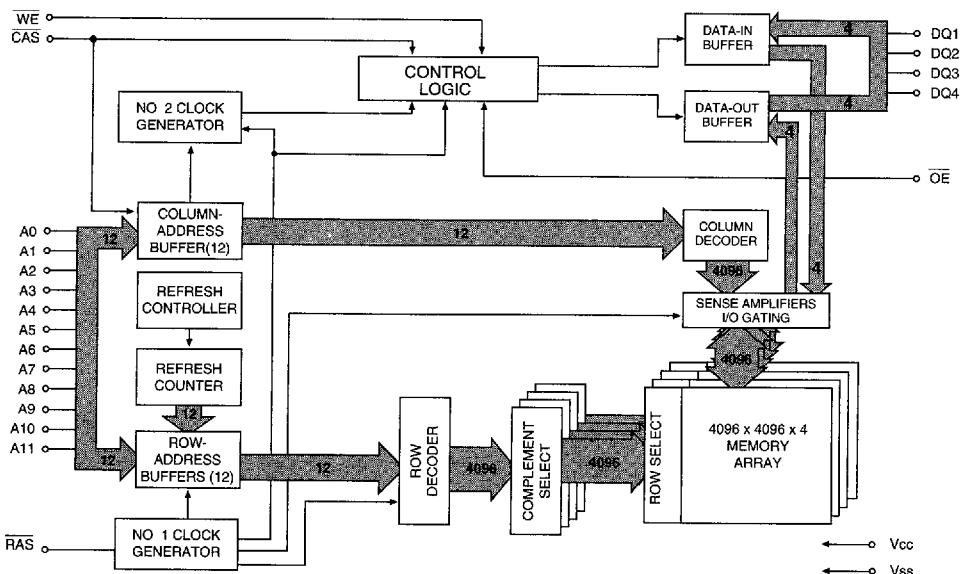 WE
CAS
CONTROL
LOGIC
DATA-IN
BUFFER
4
DQ1
DQ2
DQ3
DQ4
NO 2 CLOCK
GENERATOR
DATA-OUT
BUFFER
4
4
OE
A0
A1
A2
A3
A4
A5
A6
A7
A8
A9
A10
A11
12
COLUMN-
ADDRESS
BUFFER(12)
12
COLUMN
DECODER
4096
4
REFRESH
CONTROLLER
SENSE AMPLIFIERS
I/O GATING
4096
REFRESH
COUNTER
12
12
ROW-
ADDRESS
BUFFERS (12)
12
ROW
DECODER
4096
COMPLEMENT
SELECT
4096
ROW SELECT
4096 x 4096 x 4
MEMORY
ARRAY
RAS
NO 1 CLOCK
GENERATOR
Vcc
Vss